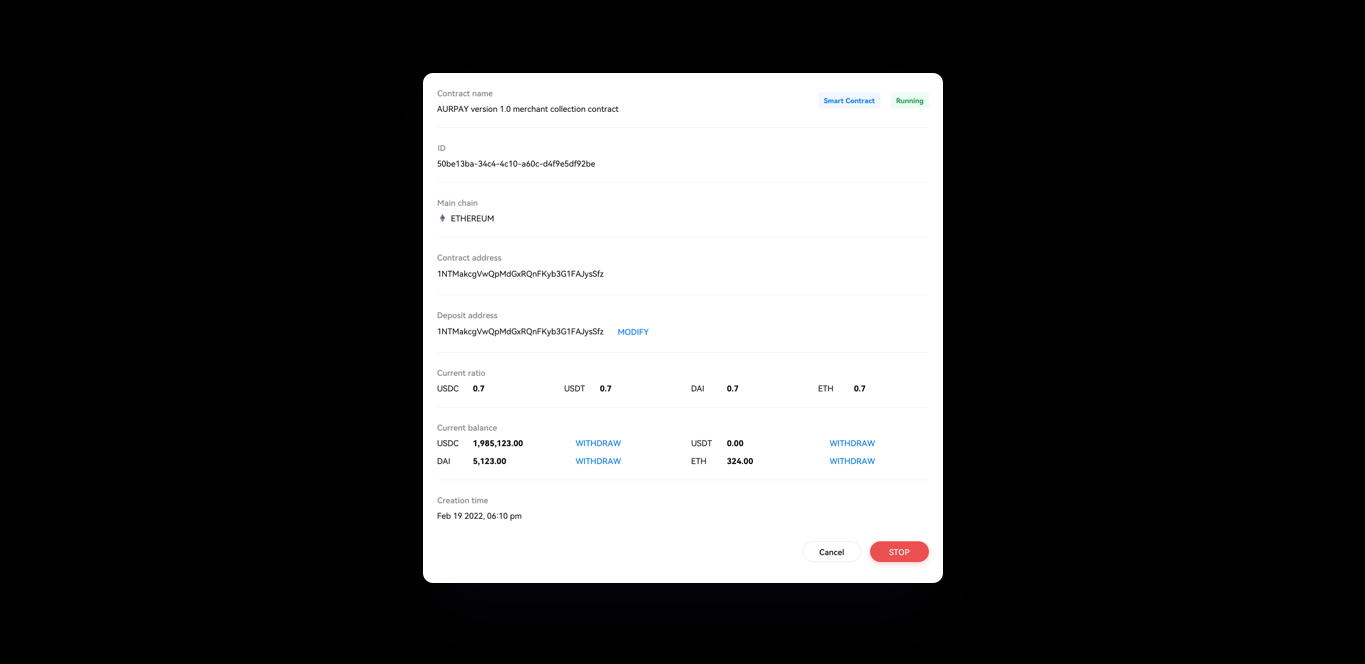 Contract name
AURPAY version 1.0 merchant collection contract
Smart Contract
Running
ID
50be13ba-34c4-4c10-a60c-d4f9e5df92be
Main chain
ETHEREUM
Contract address
1NTMakcgVwQpMdGxRQnFKyb3G1FAJysSfz
Deposit address
1NTMakcgVwQpMdGxRQnFKyb3G1FAJysSfz MODIFY
Current ratio
USDC 0.7 USDT 0.7 DAI 0.7 ETH 0.7
Current balance
USDC 1,985,123.00 WITHDRAW USDT 0.00 WITHDRAW
DAI 5,123.00 WITHDRAW ETH 324.00 WITHDRAW
Creation time
Feb 19 2022, 06:10 pm
Cancel STOP